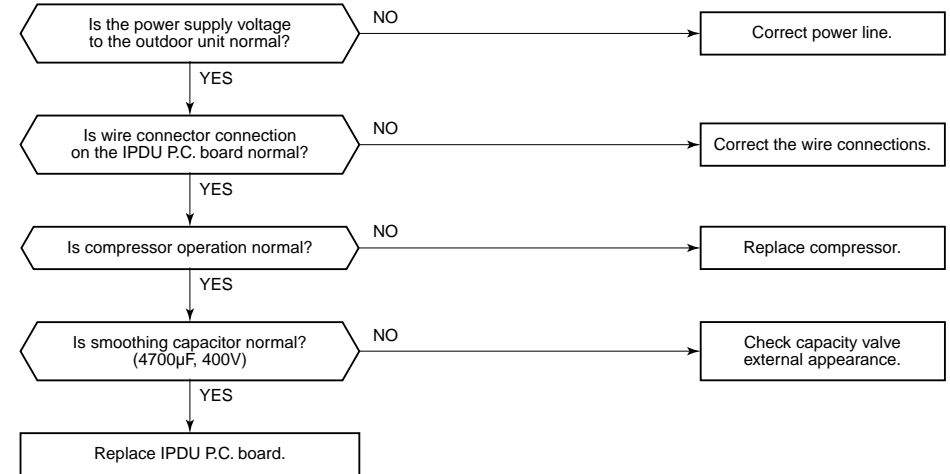 Is the power supply voltage
to the outdoor unit normal?
NO
Correct power line.
YES
Is wire connector connection
on the IPDU P.C. board normal?
NO
Correct the wire connections.
YES
Is compressor operation normal?
NO
Replace compressor.
YES
Is smoothing capacitor normal?
(4700μF, 400V)
NO
Check capacity valve
external appearance.
YES
Replace IPDU P.C. board.